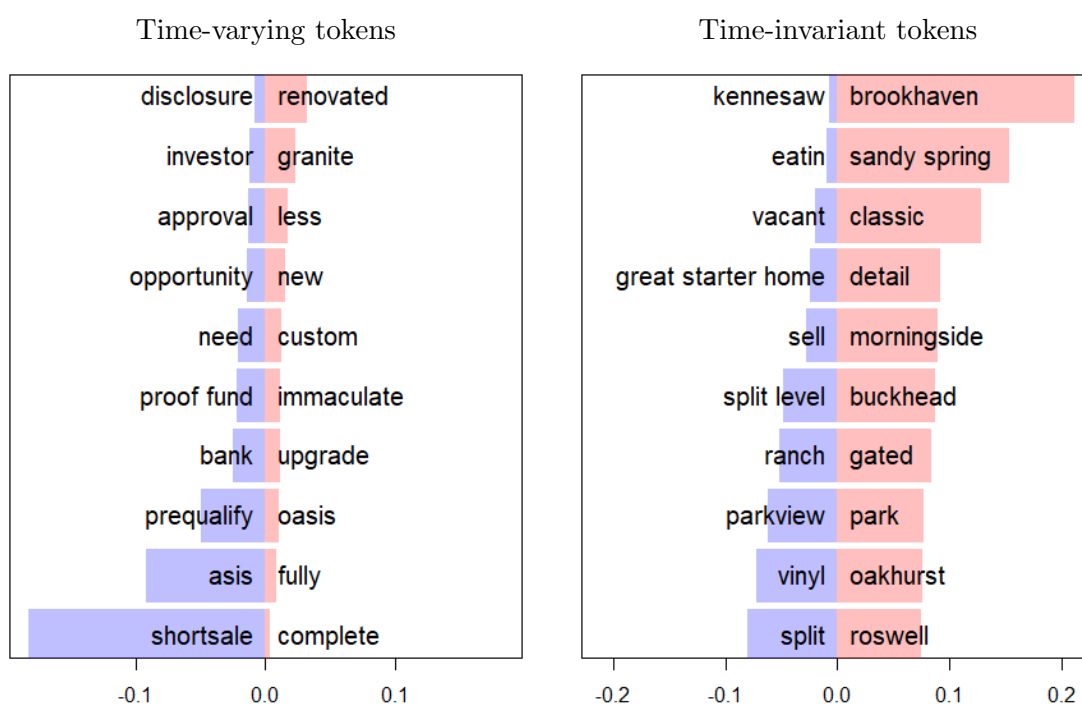 Time-varying tokens
disclosure renovated
investor granite
approval less
opportunity new
need custom
proof fund immaculate
bank upgrade
prequalify oasis
asis fully
shortsale complete
-0.1 0.0 0.1
Time-invariant tokens
kennesaw brookhaven
eatin sandy spring
vacant classic
great starter home detail
sell morningside
split level buckhead
ranch gated
parkview park
vinyl oakhurst
split roswell
-0.2 -0.1 0.0 0.1 0.2